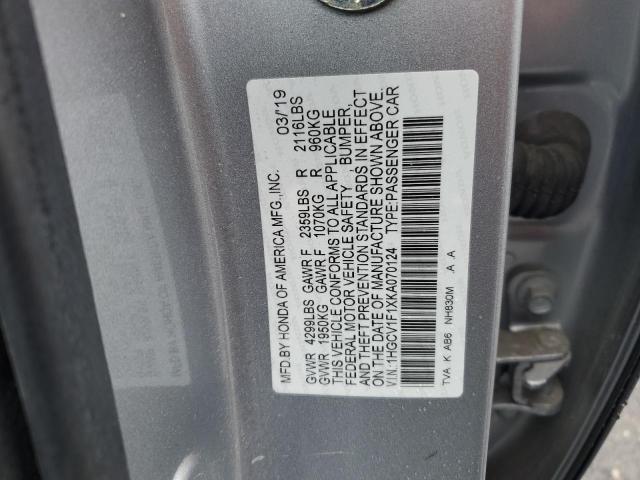 MFD.BY HONDA OF AMERICA MFG.,INC. 03/19
GVWR 4299LBS GAWR F 2359LBS R 2116LBS
GVWR 1950KG GAWR F 1070KG R 960KG
THIS VEHICLE CONFORMS TO ALL APPLICABLE
FEDERAL MOTOR VEHICLE SAFETY, BUMPER,
AND THEFT PREVENTION STANDARDS IN EFFECT
ON THE DATE OF MANUFACTURE SHOWN ABOVE.
V.I.N: 1HGCV1F1XKA070124 TYPE:PASSENGER CAR
TVA K AB6 NH830M A A